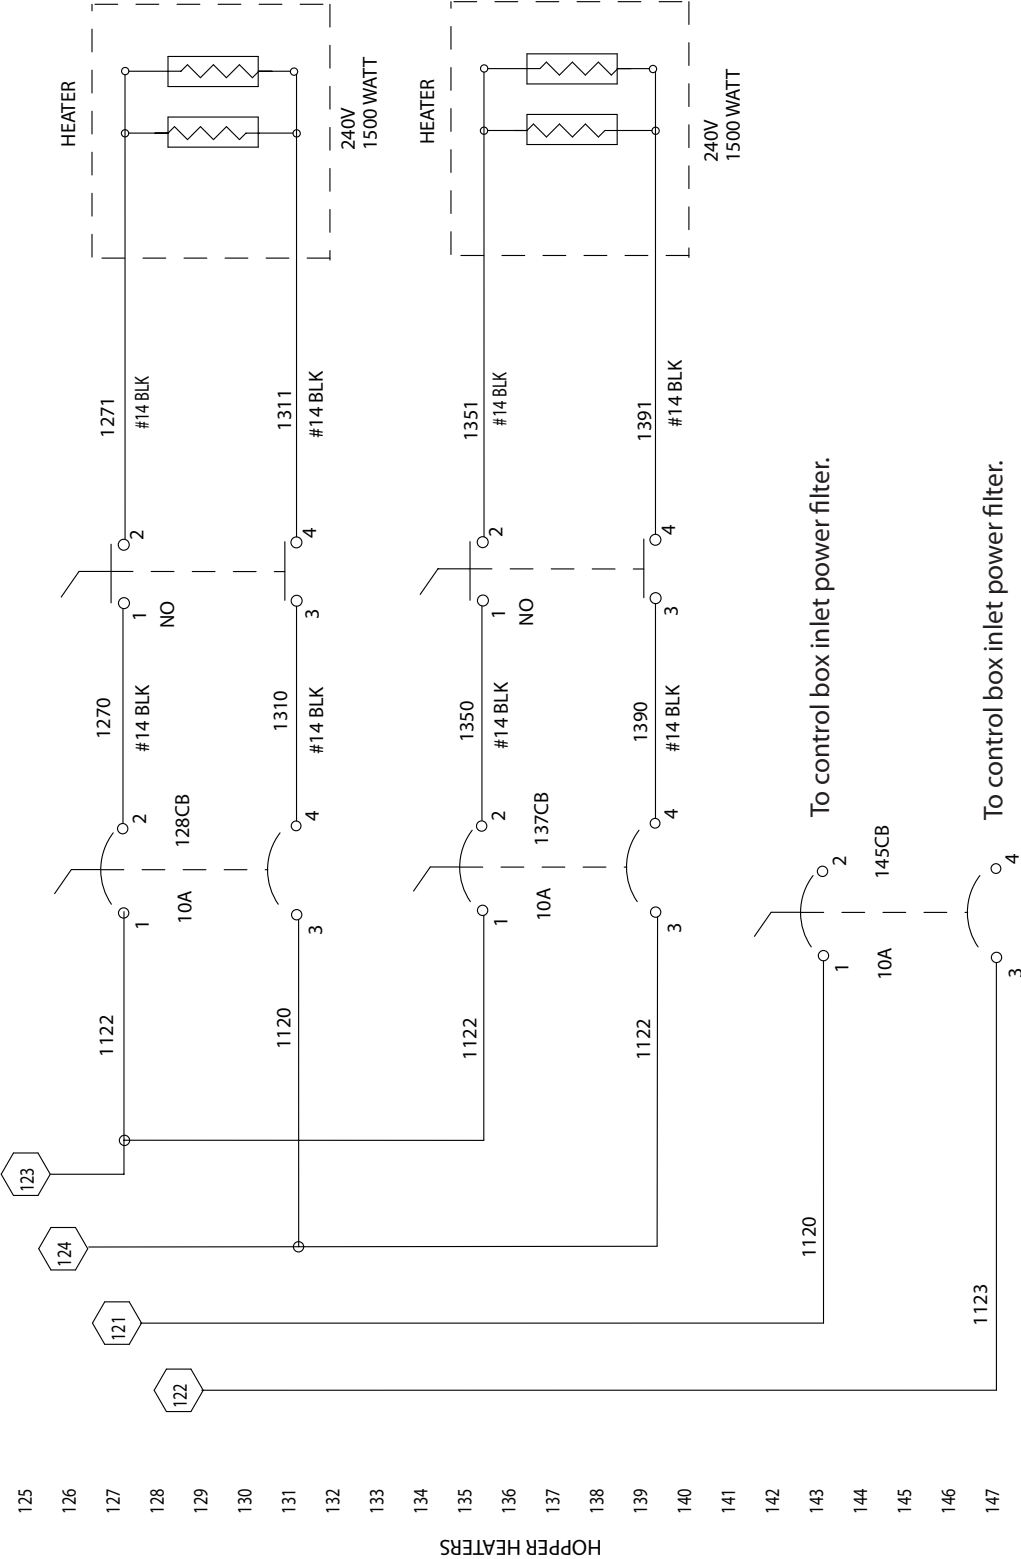 HOPPER HEATERS
125
126
127
128
129
130
131
132
133
134
135
136
137
138
139
140
141
142
143
144
145
146
147
123
124
121
122
1122
1
2
10A
128CB
1270
#14 BLK
1
2
NO
1271
#14 BLK
HEATER
1120
3
4
1310
#14 BLK
3
4
1311
#14 BLK
240V
1500 WATT
1122
1
2
10A
137CB
1350
#14 BLK
1
2
NO
1351
#14 BLK
HEATER
1122
3
4
1390
#14 BLK
3
4
1391
#14 BLK
240V
1500 WATT
1120
1
2
10A
145CB
To control box inlet power filter.
1123
3
4
To control box inlet power filter.